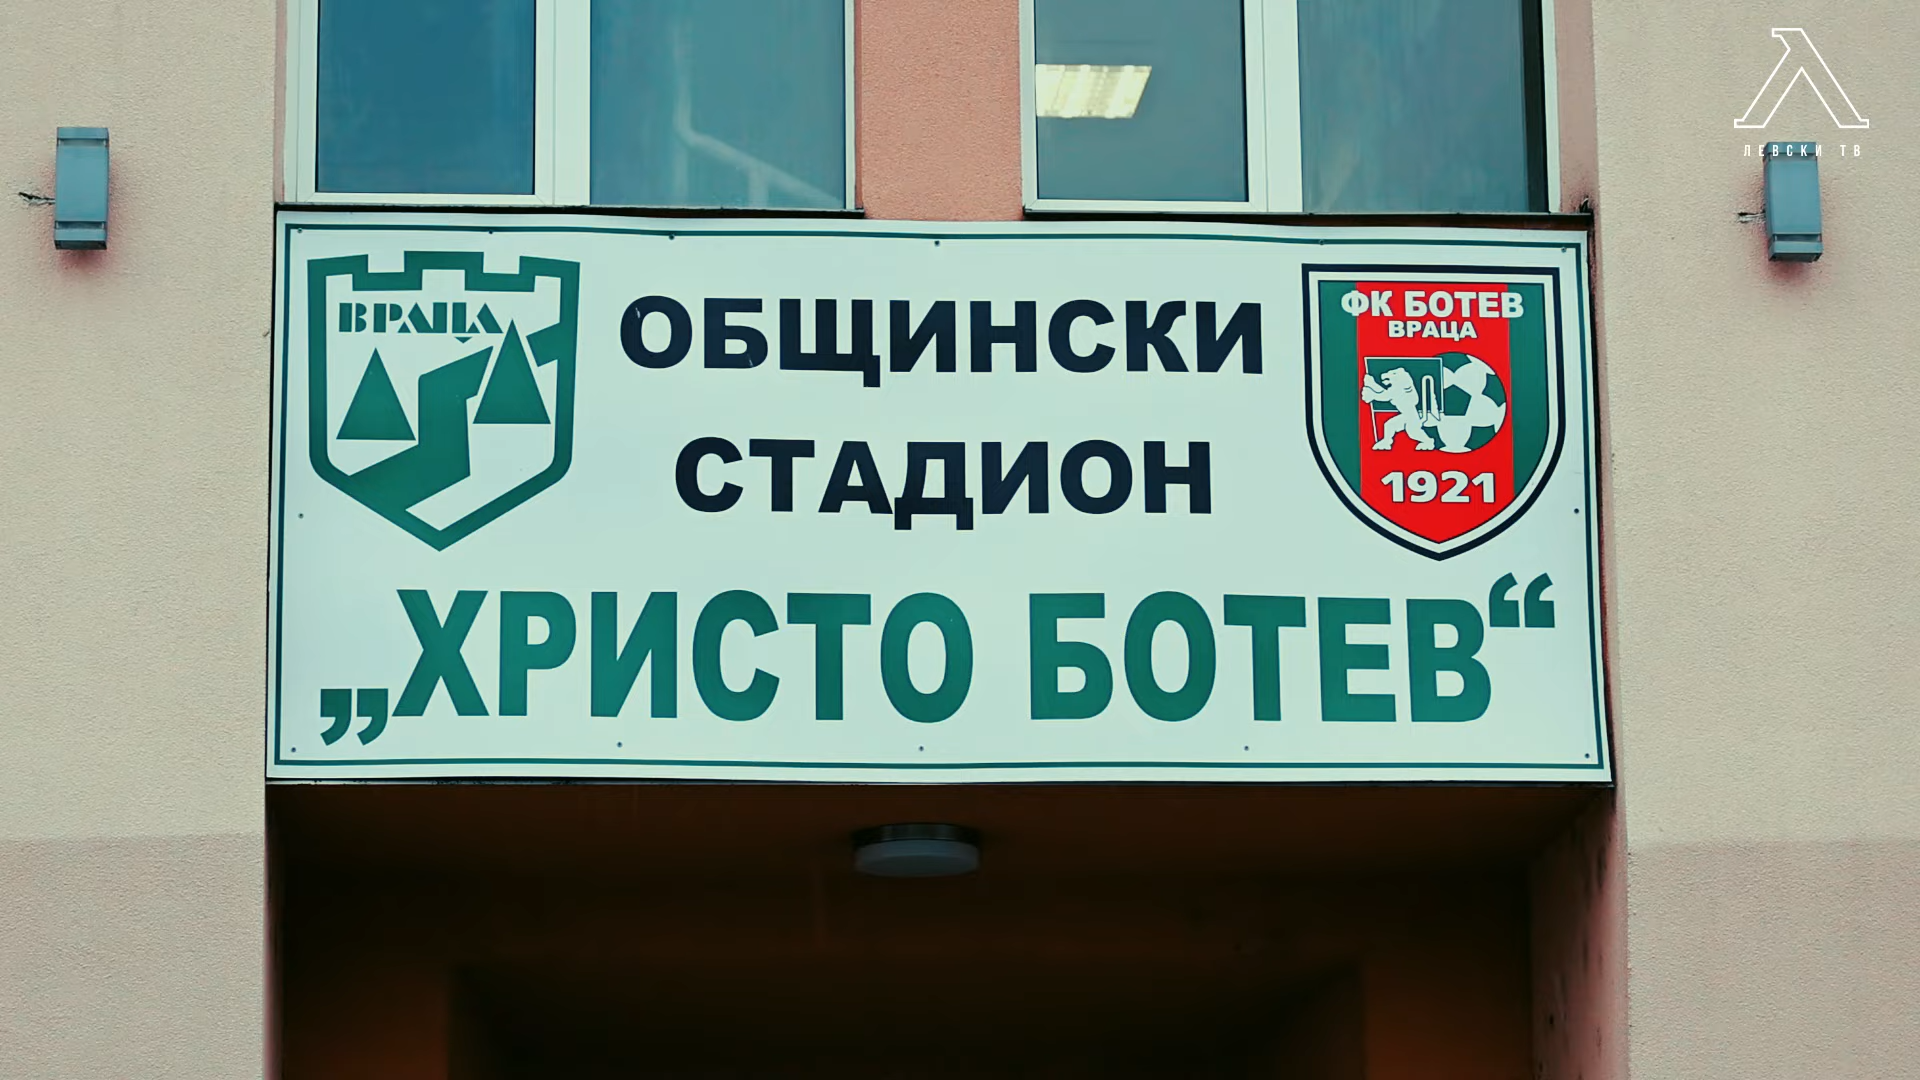 ЛЕВСКИ ТВ
ВРАЦА
ОБЩИНСКИ
СТАДИОН
„ХРИСТО БОТЕВ“
ФК БОТЕВ
ВРАЦА
1921